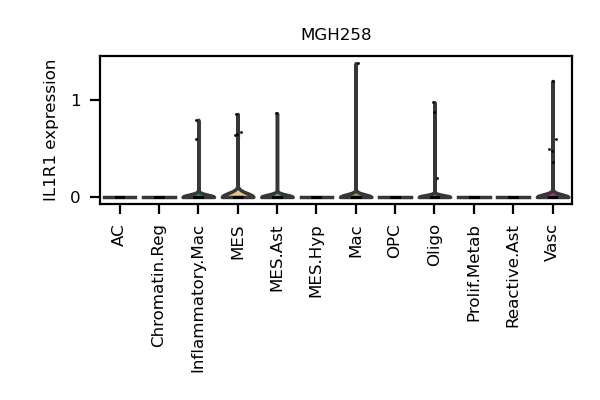 MGH258
IL1R1 expression
1
0
AC
Chromatin.Reg
Inflammatory.Mac
MES
MES.Ast
MES.Hyp
Mac
OPC
Oligo
Prolif.Metab
Reactive.Ast
Vasc